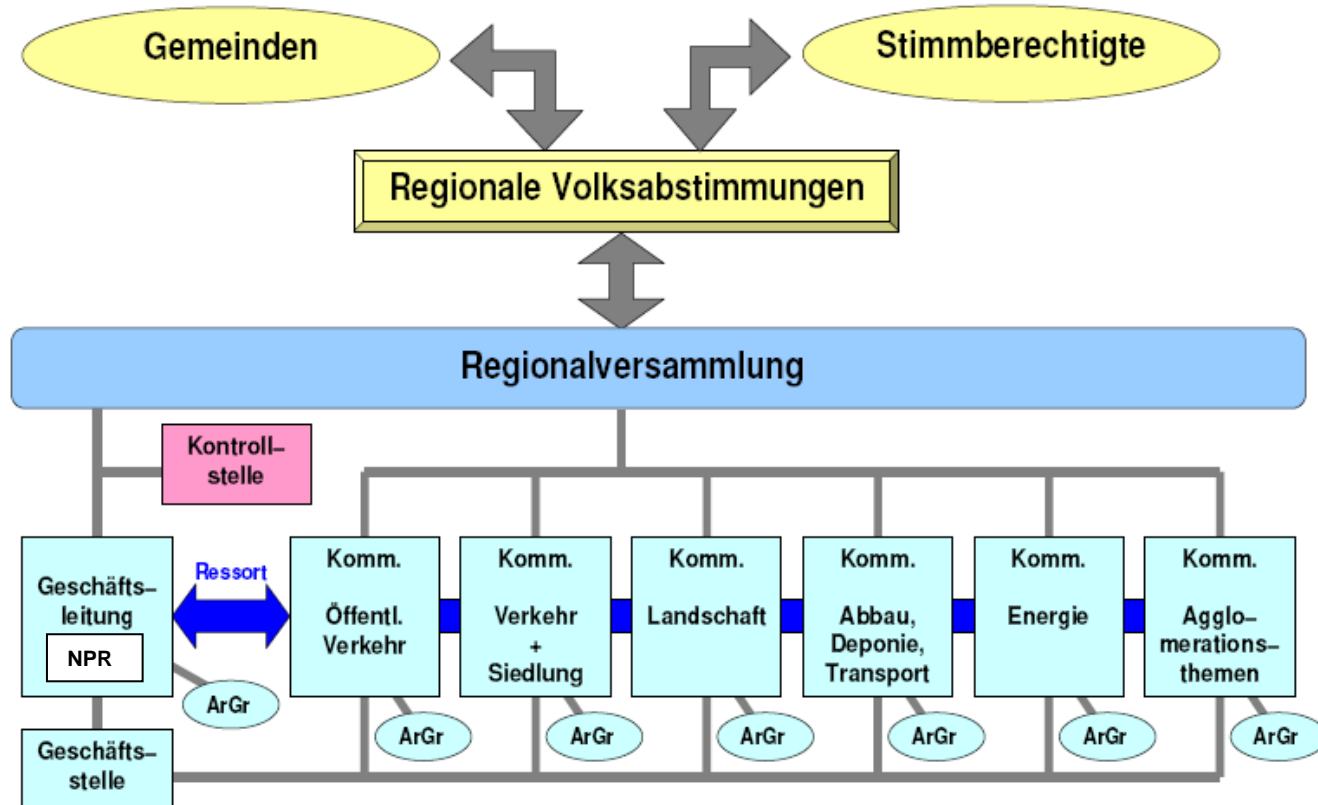 Gemeinden
Stimmberechtigte
Regionale Volksabstimmungen
Regionalversammlung
Kontroll–
stelle
Geschäfts–
leitung
NPR
ArGr
Ressort
Komm.
Öffentl.
Verkehr
ArGr
Komm.
Verkehr
+
Siedlung
ArGr
Komm.
Landschaft
ArGr
Komm.
Abbau,
Deponie,
Transport
ArGr
Komm.
Energie
ArGr
Komm.
Agglo–
merations–
themen
ArGr
Geschäfts–
stelle